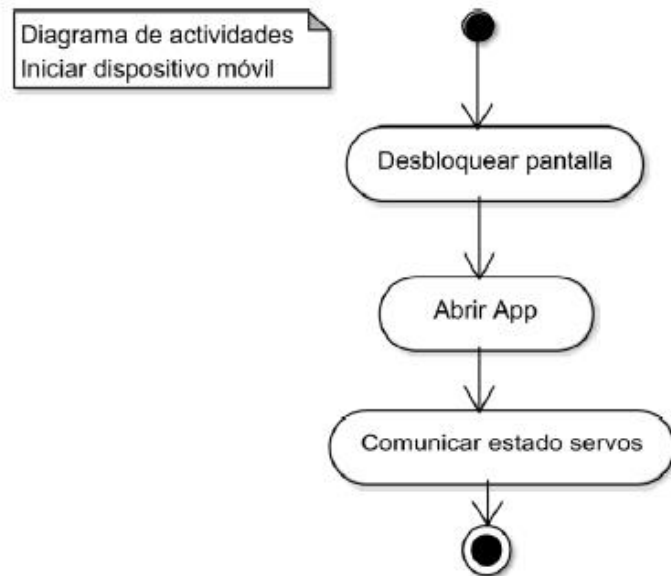 Diagrama de actividades
Iniciar dispositivo móvil
Desbloquear pantalla
Abrir App
Comunicar estado servos